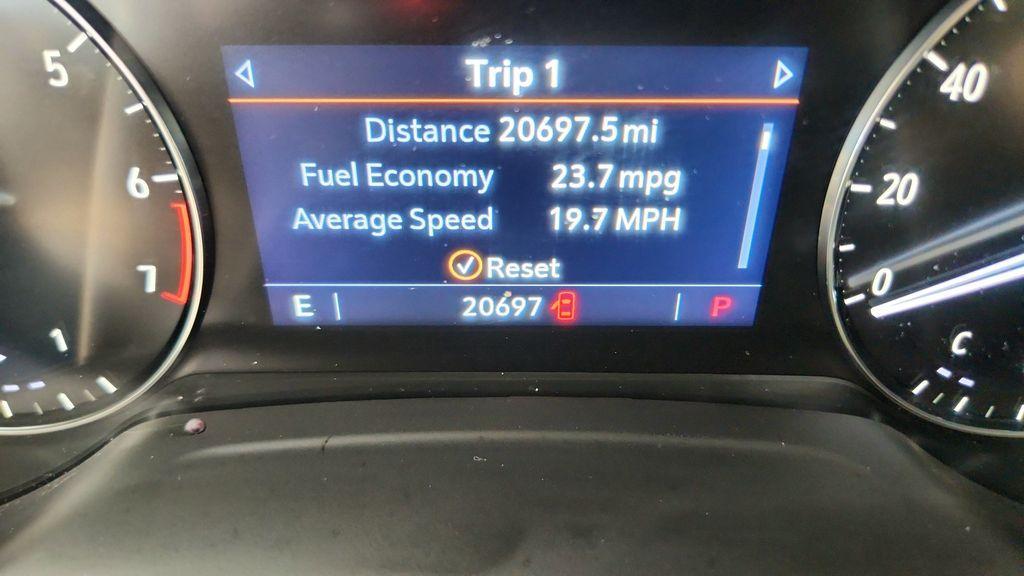 Trip 1
Distance 20697.5 mi
Fuel Economy 23.7 mpg
Average Speed 19.7 MPH
Reset
E 20697 P
5
6
7
1
40
20
0
C